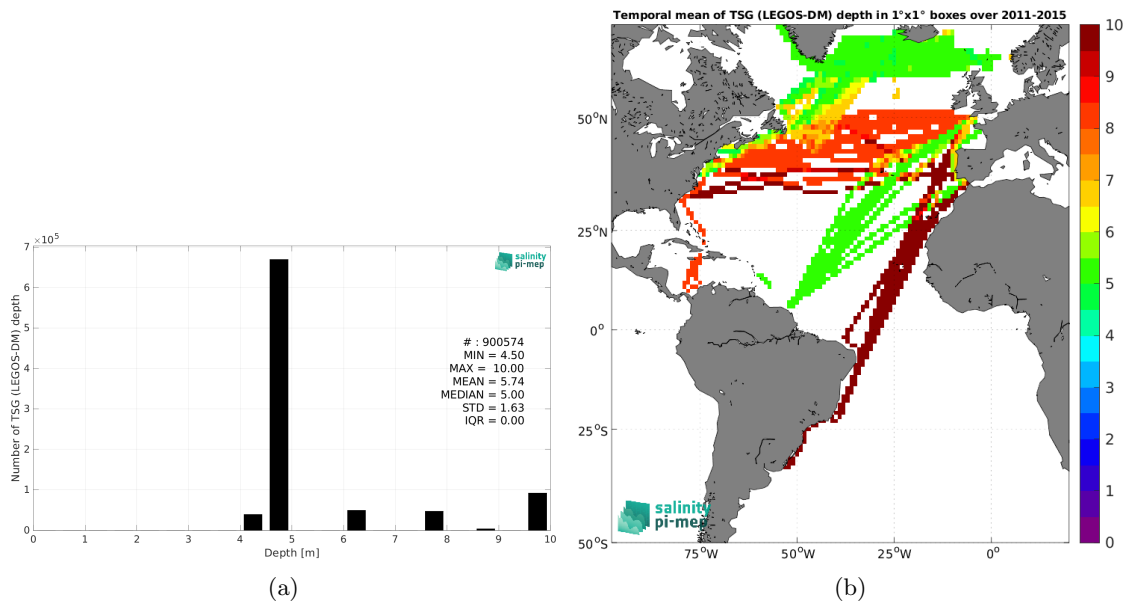 ×10⁵
7
6
5
4
3
2
1
0
Number of TSG (LEGOS-DM) depth
0 1 2 3 4 5 6 7 8 9 10
Depth [m]
salinity
pi-mep
# : 900574
MIN = 4.50
MAX = 10.00
MEAN = 5.74
MEDIAN = 5.00
STD = 1.63
IQR = 0.00
(a)
Temporal mean of TSG (LEGOS-DM) depth in 1°x1° boxes over 2011-2015
50°N
25°N
0°
25°S
50°S
75°W 50°W 25°W 0°
salinity
pi-mep
10
9
8
7
6
5
4
3
2
1
0
(b)